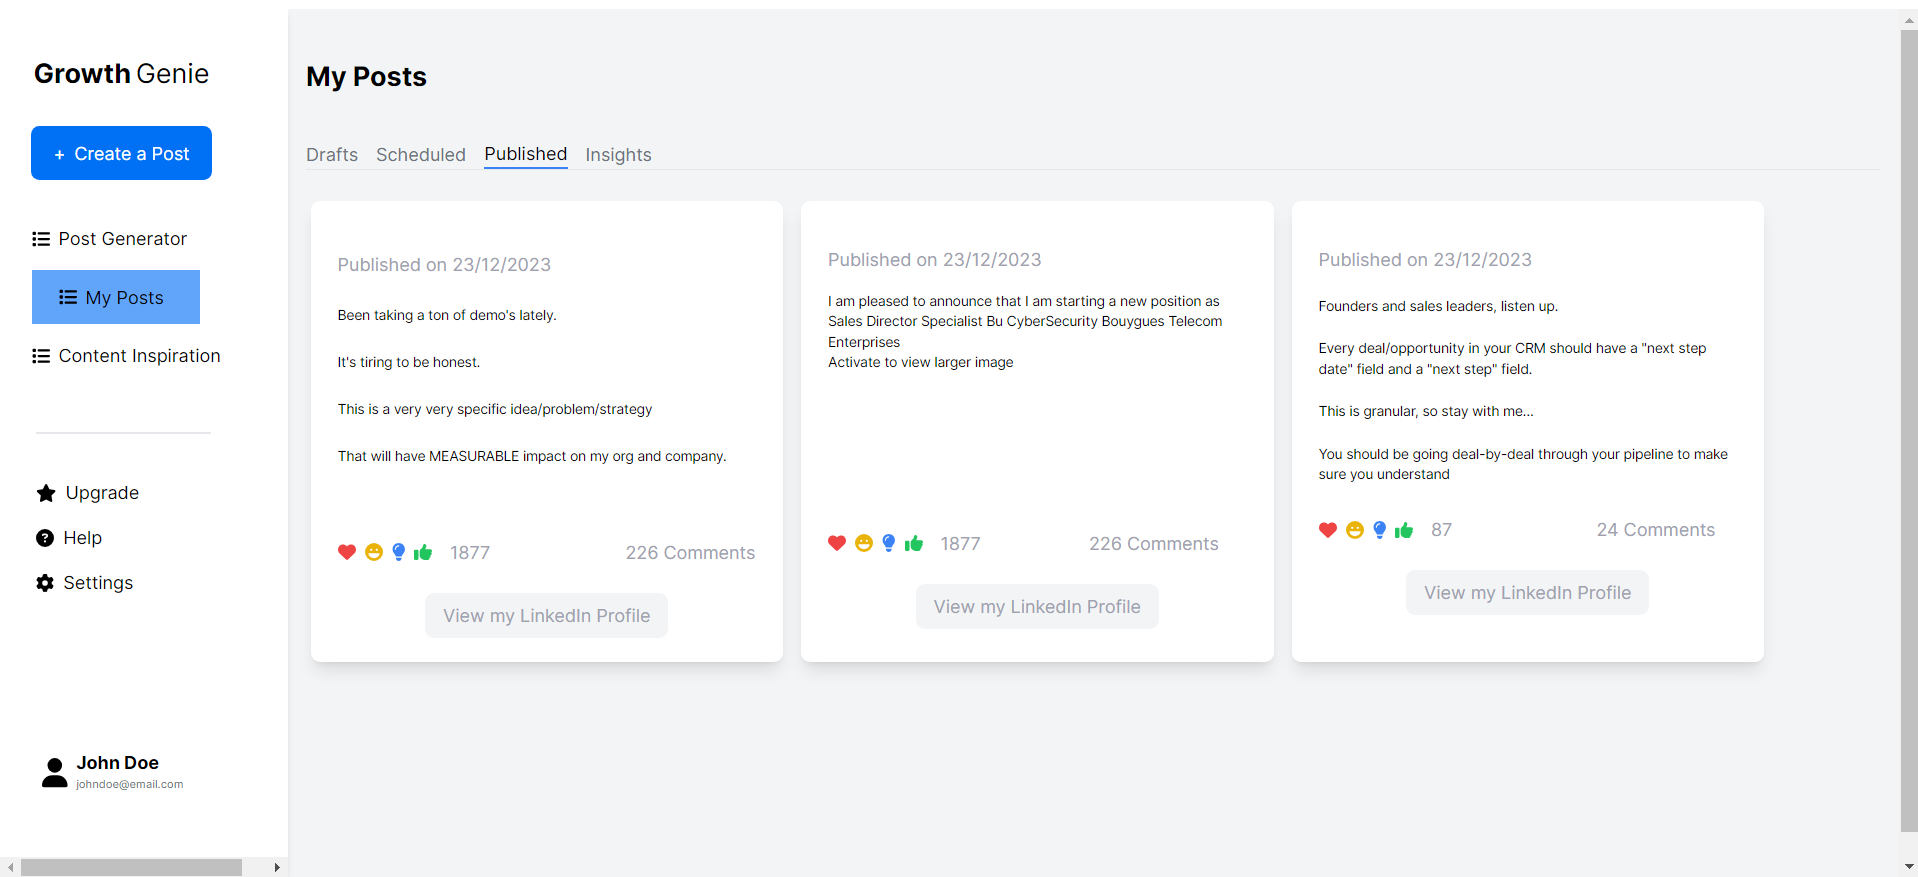 Growth Genie
+ Create a Post
Post Generator
My Posts
Content Inspiration
Upgrade
Help
Settings
John Doe
johndoe@email.com
My Posts
Drafts Scheduled Published Insights
Published on 23/12/2023
Been taking a ton of demo's lately.
It's tiring to be honest.
This is a very very specific idea/problem/strategy
That will have MEASURABLE impact on my org and company.
1877 226 Comments
View my LinkedIn Profile
Published on 23/12/2023
I am pleased to announce that I am starting a new position as
Sales Director Specialist Bu CyberSecurity Bouygues Telecom
Enterprises
Activate to view larger image
1877 226 Comments
View my LinkedIn Profile
Published on 23/12/2023
Founders and sales leaders, listen up.
Every deal/opportunity in your CRM should have a "next step
date" field and a "next step" field.
This is granular, so stay with me...
You should be going deal-by-deal through your pipeline to make
sure you understand
87 24 Comments
View my LinkedIn Profile